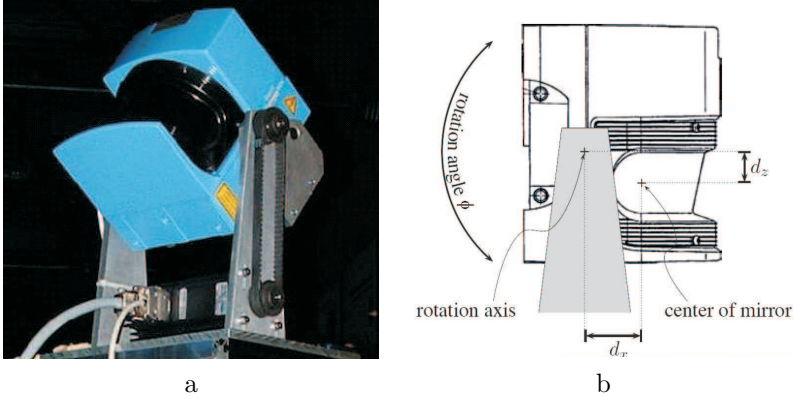 rotation angle ϕ
d_z
rotation axis
center of mirror
d_x
a
b